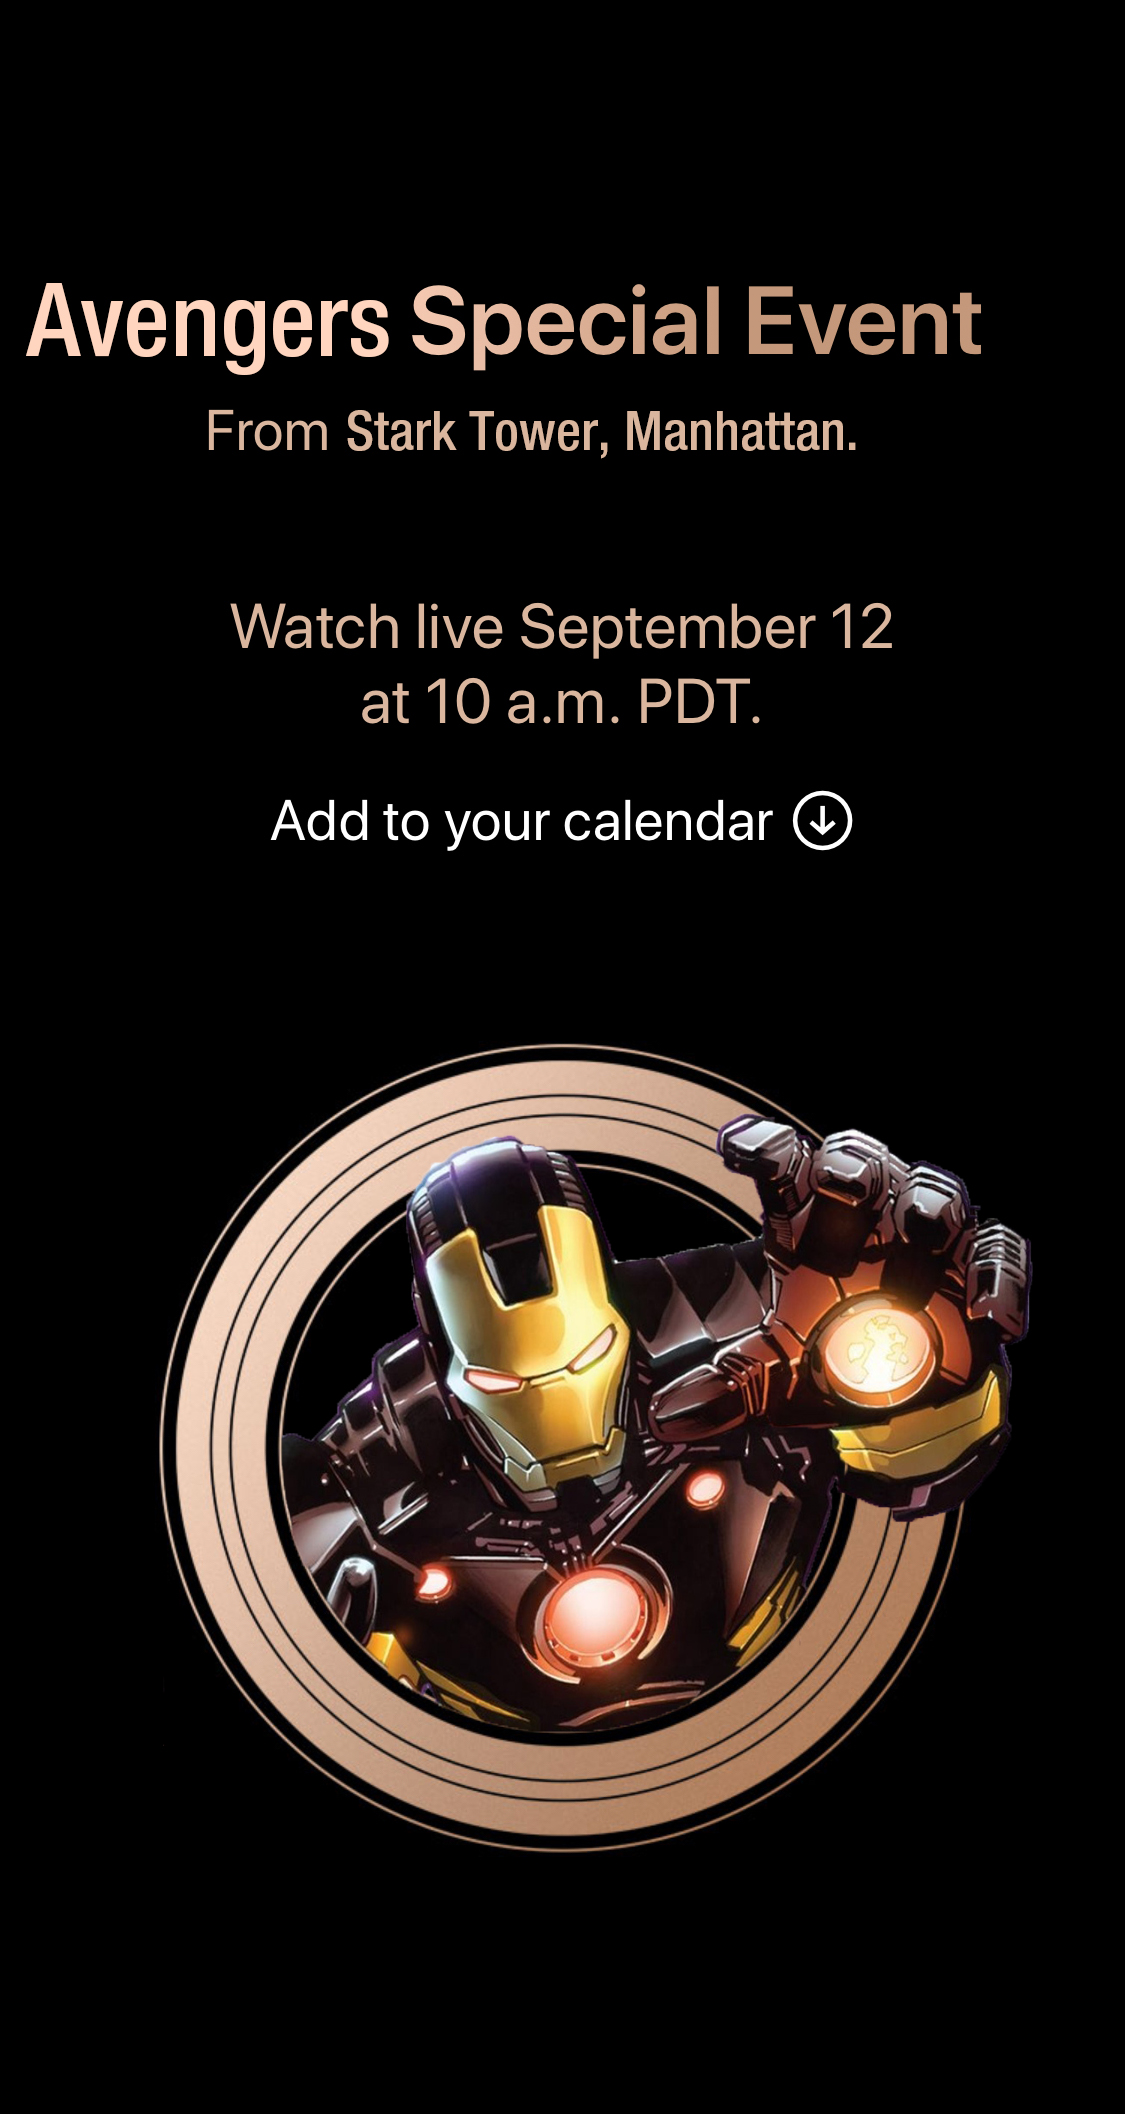 Avengers Special Event
From Stark Tower, Manhattan.
Watch live September 12
at 10 a.m. PDT.
Add to your calendar